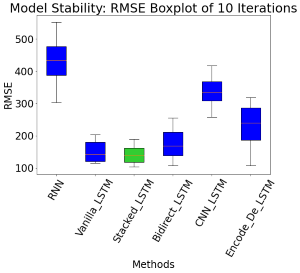 Model Stability: RMSE Boxplot of 10 Iterations
500
400
300
200
100
RMSE
RNN
Vanilla_LSTM
Stacked_LSTM
Bidirect_LSTM
CNN_LSTM
Encode_De_LSTM
Methods